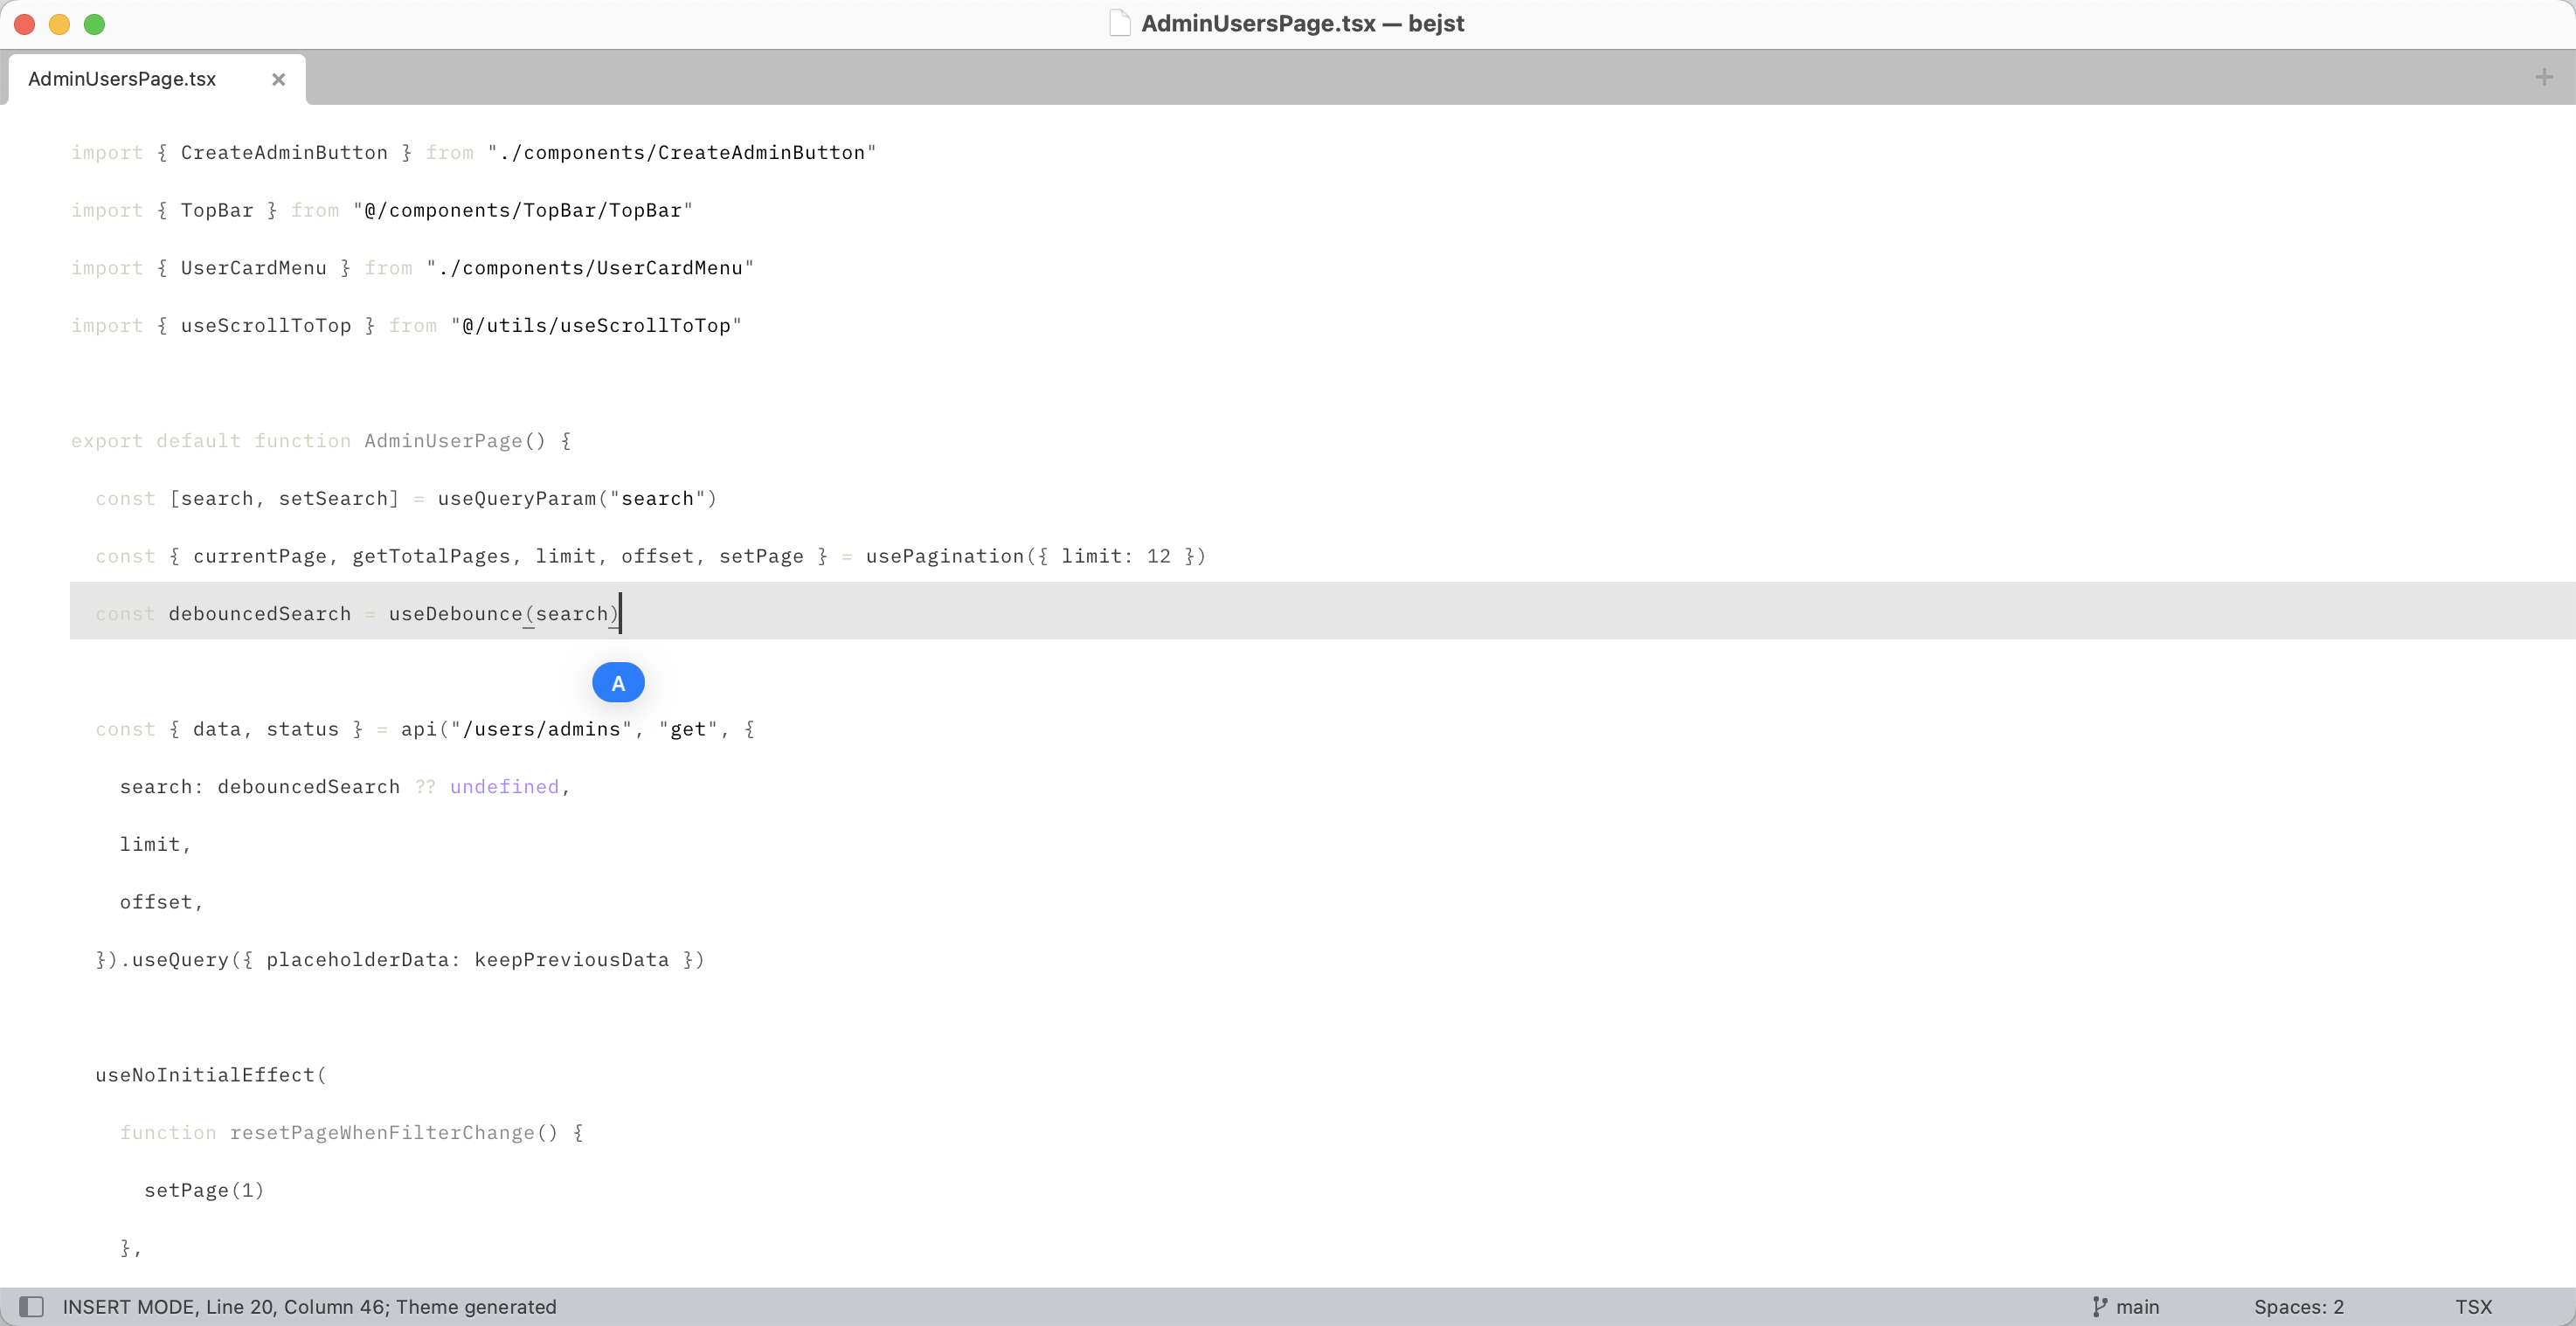 AdminUsersPage.tsx — bejst
AdminUsersPage.tsx
import { CreateAdminButton } from "./components/CreateAdminButton"
import { TopBar } from "@/components/TopBar/TopBar"
import { UserCardMenu } from "./components/UserCardMenu"
import { useScrollToTop } from "@/utils/useScrollToTop"
export default function AdminUserPage() {
const [search, setSearch] = useQueryParam("search")
const { currentPage, getTotalPages, limit, offset, setPage } = usePagination({ limit: 12 })
const debouncedSearch = useDebounce(search)
A
const { data, status } = api("/users/admins", "get", {
search: debouncedSearch ?? undefined,
limit,
offset,
}).useQuery({ placeholderData: keepPreviousData })
useNoInitialEffect(
function resetPageWhenFilterChange() {
setPage(1)
},
INSERT MODE, Line 20, Column 46; Theme generated
main
Spaces: 2
TSX